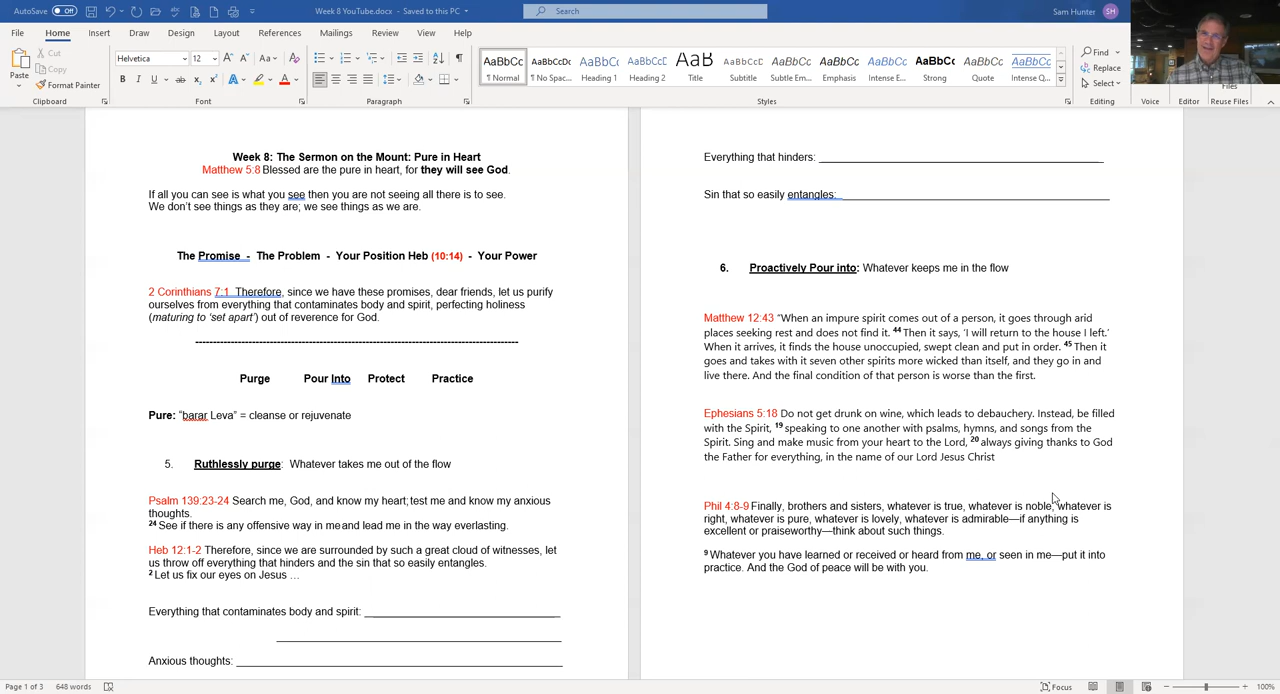 AutoSave Off Week 8 YouTube.docx - Saved to this PC Search Sam Hunter SH
File Home Insert Draw Design Layout References Mailings Review View Help
Paste Cut Copy Format Painter Clipboard
Helvetica 12 Aa B I U ab x₂ x² A A Font
Paragraph
AaBbCc AaBbCcDc AaBbC AaBbCc AaB AaBbCc AaBbCc AaBbCc AaBbCc AaBbCc AaBbCc AaBbCc
¶ Normal ¶ No Spac... Heading 1 Heading 2 Title Subtitle Subtle Em... Emphasis Intense E... Strong Quote Intense Q...
Styles
Find Replace Select Editing
Voice Editor Files Reuse Files
Week 8: The Sermon on the Mount: Pure in Heart
Matthew 5:8 Blessed are the pure in heart, for they will see God.
If all you can see is what you see then you are not seeing all there is to see.
We don't see things as they are; we see things as we are.
The Promise - The Problem - Your Position Heb (10:14) - Your Power
2 Corinthians 7:1 Therefore, since we have these promises, dear friends, let us purify
ourselves from everything that contaminates body and spirit, perfecting holiness
(maturing to 'set apart') out of reverence for God.
Purge Pour Into Protect Practice
Pure: "barar Leva" = cleanse or rejuvenate
5. Ruthlessly purge: Whatever takes me out of the flow
Psalm 139:23-24 Search me, God, and know my heart; test me and know my anxious
thoughts.
24 See if there is any offensive way in me and lead me in the way everlasting.
Heb 12:1-2 Therefore, since we are surrounded by such a great cloud of witnesses, let
us throw off everything that hinders and the sin that so easily entangles.
2 Let us fix our eyes on Jesus …
Everything that contaminates body and spirit:
Anxious thoughts:
Everything that hinders:
Sin that so easily entangles:
6. Proactively Pour into: Whatever keeps me in the flow
Matthew 12:43 "When an impure spirit comes out of a person, it goes through arid
places seeking rest and does not find it. 44 Then it says, 'I will return to the house I left.'
When it arrives, it finds the house unoccupied, swept clean and put in order. 45 Then it
goes and takes with it seven other spirits more wicked than itself, and they go in and
live there. And the final condition of that person is worse than the first.
Ephesians 5:18 Do not get drunk on wine, which leads to debauchery. Instead, be filled
with the Spirit, 19 speaking to one another with psalms, hymns, and songs from the
Spirit. Sing and make music from your heart to the Lord, 20 always giving thanks to God
the Father for everything, in the name of our Lord Jesus Christ
Phil 4:8-9 Finally, brothers and sisters, whatever is true, whatever is noble, whatever is
right, whatever is pure, whatever is lovely, whatever is admirable—if anything is
excellent or praiseworthy—think about such things.
9 Whatever you have learned or received or heard from me, or seen in me—put it into
practice. And the God of peace will be with you.
Page 1 of 3 648 words Focus 100%